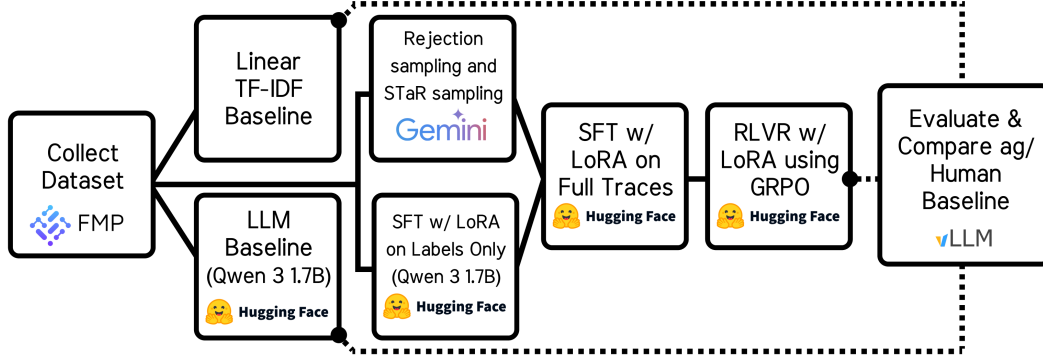 Collect
Dataset
FMP
Linear
TF-IDF
Baseline
LLM
Baseline
(Qwen 3 1.7B)
Hugging Face
Rejection
sampling and
STaR sampling
Gemini
SFT w/ LoRA
on Labels Only
(Qwen 3 1.7B)
Hugging Face
SFT w/
LoRA on
Full Traces
Hugging Face
RLVR w/
LoRA using
GRPO
Hugging Face
Evaluate &
Compare ag/
Human
Baseline
vLLM